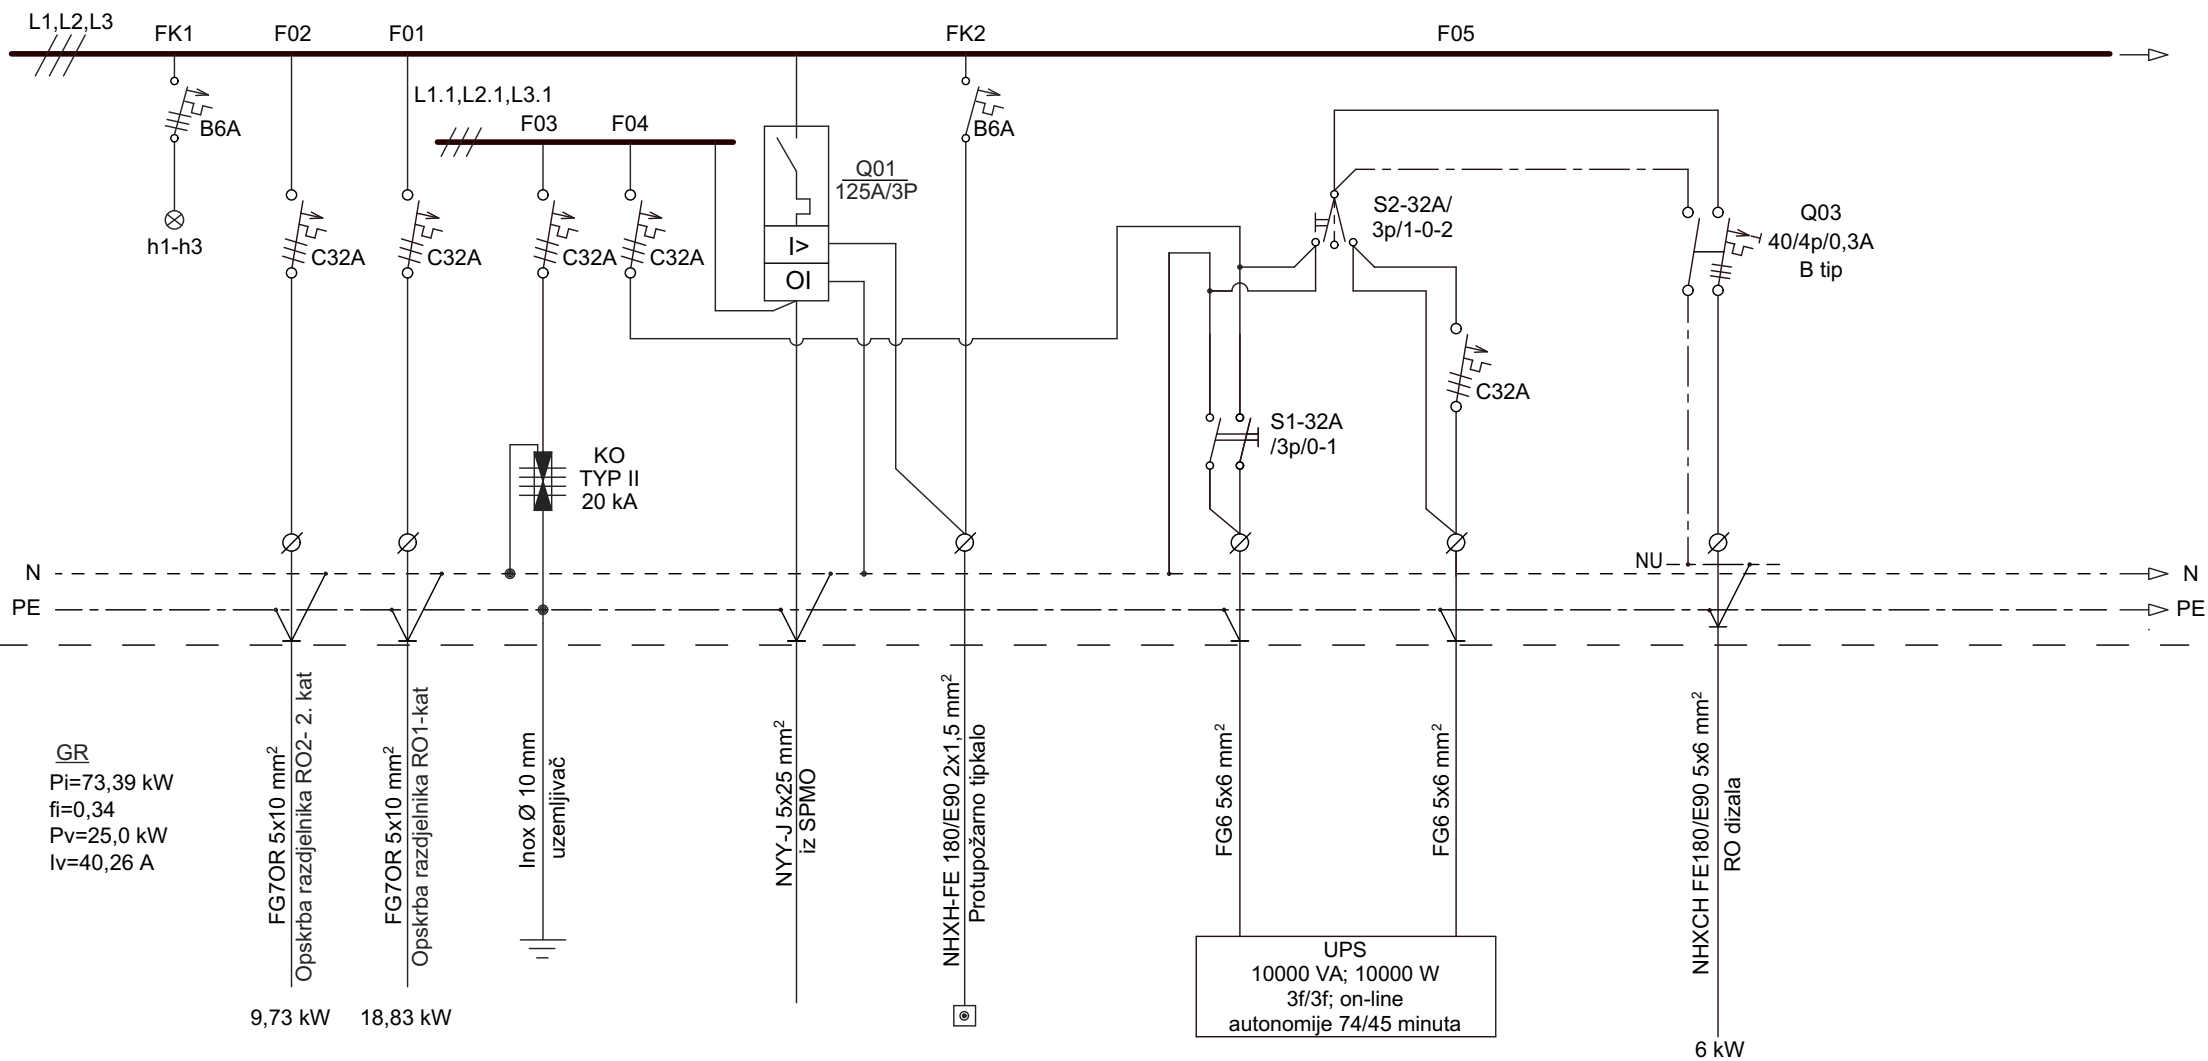 L1,L2,L3
FK1
F02
F01
FK2
F05
B6A
L1.1,L2.1,L3.1
F03
F04
B6A
Q01
125A/3P
h1-h3
C32A
C32A
C32A
C32A
I>
OI
S2-32A/
3p/1-0-2
Q03
40/4p/0,3A
B tip
C32A
S1-32A
/3p/0-1
KO
TYP II
20 kA
NU
N
N
PE
PE
GR
Pi=73,39 kW
fi=0,34
Pv=25,0 kW
Iv=40,26 A
FG7OR 5x10 mm²
Opskrba razdjelnika RO2- 2. kat
FG7OR 5x10 mm²
Opskrba razdjelnika RO1-kat
Inox Ø 10 mm
uzemljivač
NYY-J 5x25 mm²
iz SPMO
NHXH-FE 180/E90 2x1,5 mm²
Protupožarno tipkalo
FG6 5x6 mm²
FG6 5x6 mm²
NHXCH FE180/E90 5x6 mm²
RO dizala
UPS
10000 VA; 10000 W
3f/3f; on-line
autonomije 74/45 minuta
9,73 kW
18,83 kW
6 kW